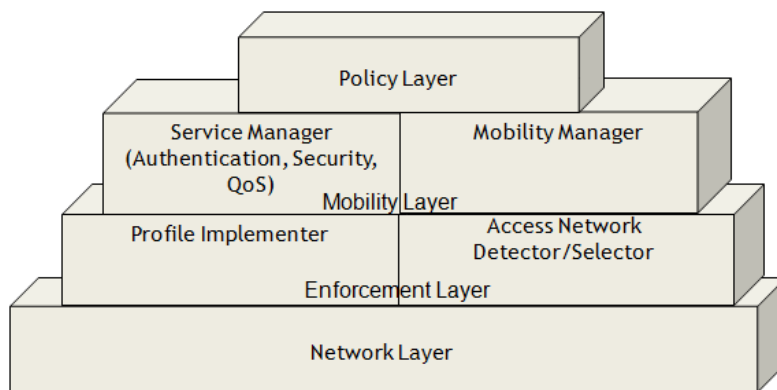 Policy Layer
Service Manager
(Authentication, Security,
QoS)
Mobility Manager
Mobility Layer
Profile Implementer
Access Network
Detector/Selector
Enforcement Layer
Network Layer